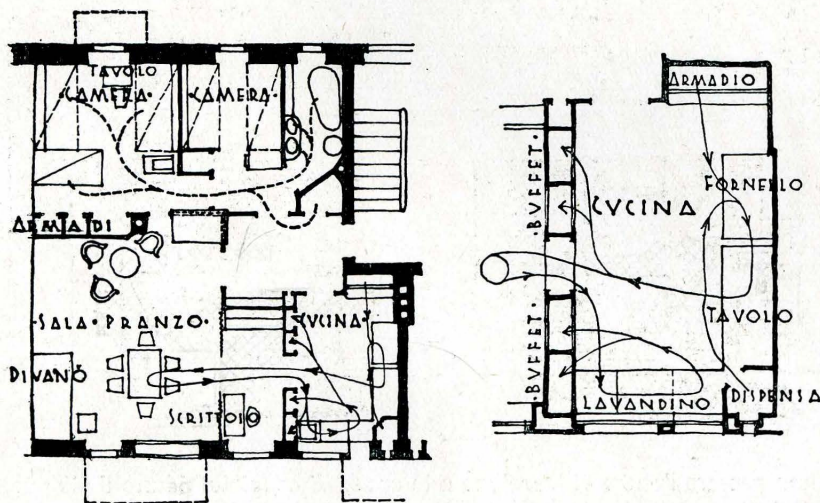 TAVOLO
·CAMERA· ·CAMERA·
ARMADI
·SALA· PRANZO·
CUCINA
DIVANO
SCRITTOIO
ARMADIO
·BUFFET·
FORNELLO
CUCINA
TAVOLO
·BUFFET·
LAVANDINO
DISPENSA